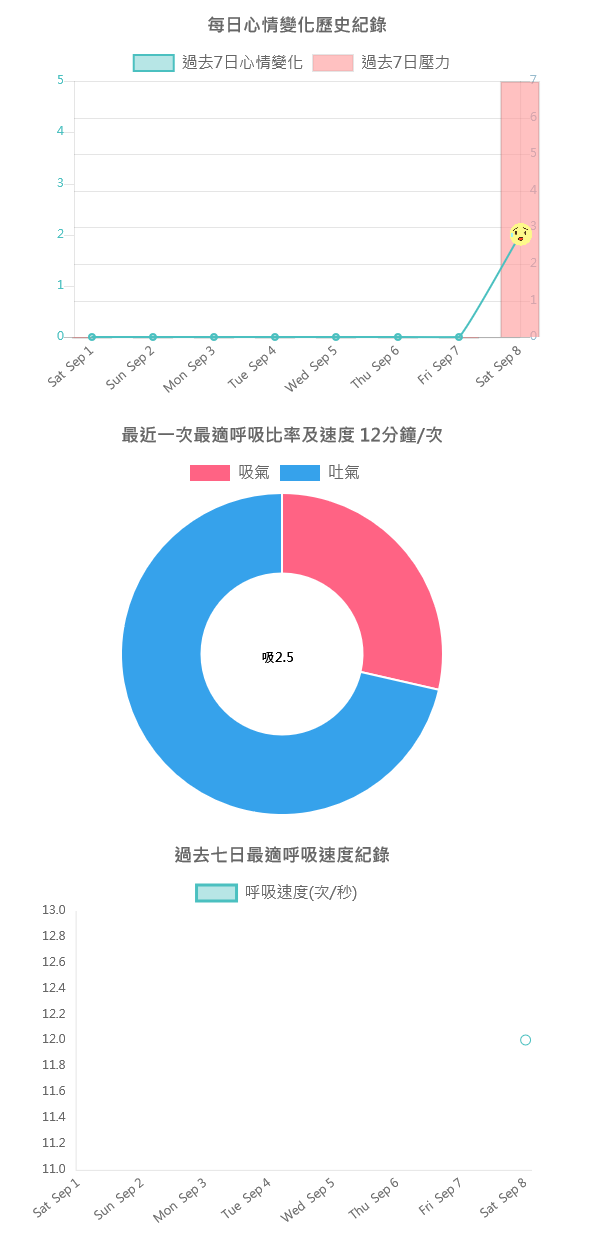 每日心情變化歷史紀錄
過去7日心情變化 過去7日壓力
5
4
3
2
1
0
7
6
5
4
3
2
1
0
Sat Sep 1
Sun Sep 2
Mon Sep 3
Tue Sep 4
Wed Sep 5
Thu Sep 6
Fri Sep 7
Sat Sep 8
最近一次最適呼吸比率及速度 12分鐘/次
吸氣 吐氣
吸2.5
過去七日最適呼吸速度紀錄
呼吸速度(次/秒)
13.0
12.8
12.6
12.4
12.2
12.0
11.8
11.6
11.4
11.2
11.0
Sat Sep 1
Sun Sep 2
Mon Sep 3
Tue Sep 4
Wed Sep 5
Thu Sep 6
Fri Sep 7
Sat Sep 8